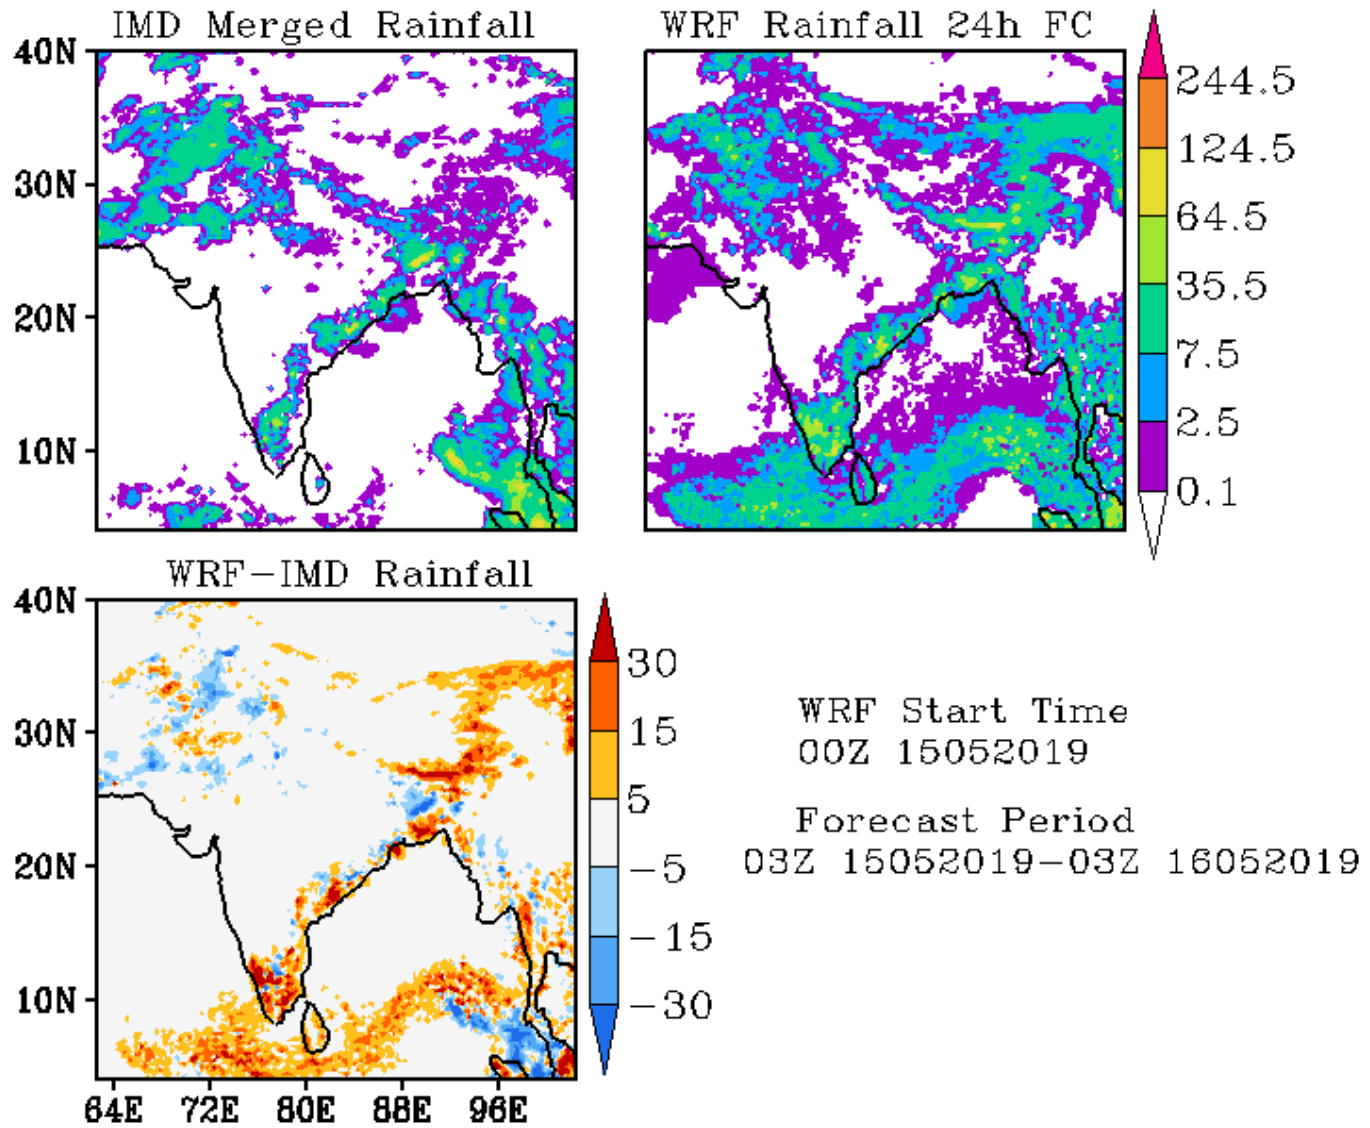 IMD Merged Rainfall
WRF Rainfall 24h FC
40N
30N
20N
10N
244.5
124.5
64.5
35.5
7.5
2.5
0.1
WRF-IMD Rainfall
40N
30N
20N
10N
64E 72E 80E 88E 96E
30
15
5
-5
-15
-30
WRF Start Time
00Z 15052019
Forecast Period
03Z 15052019-03Z 16052019